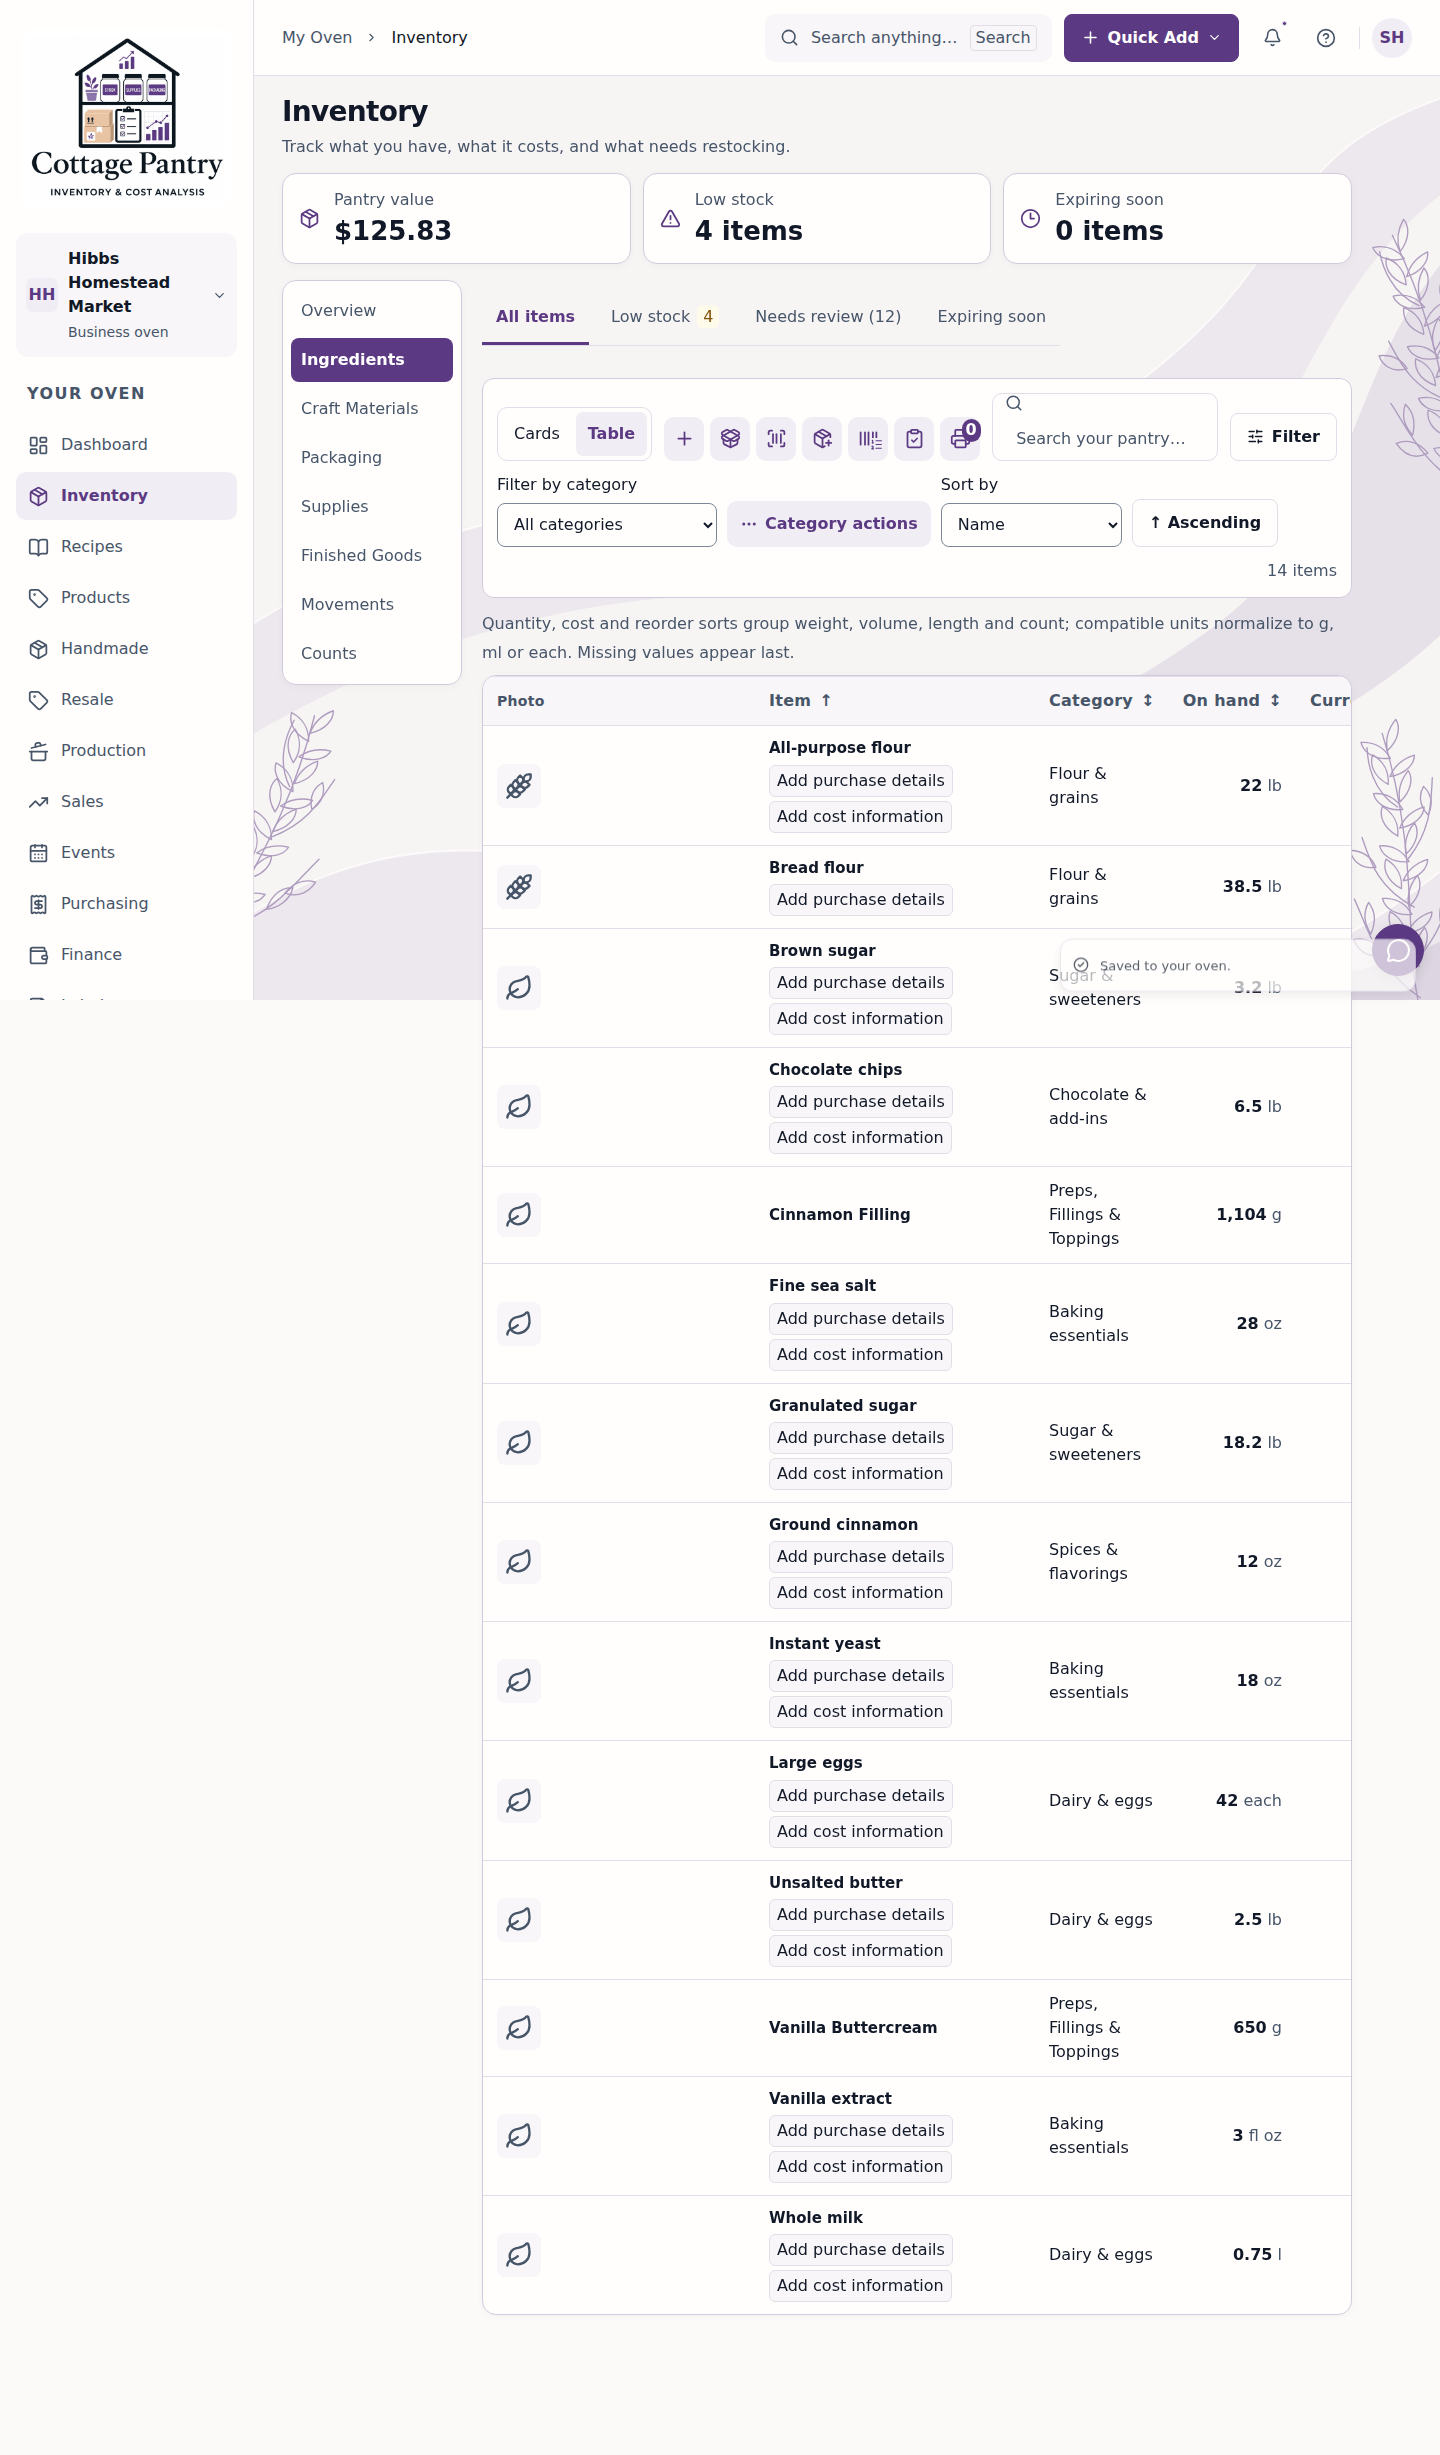 My Oven > Inventory
Search anything... Search
+ Quick Add
SH
Cottage Pantry
INVENTORY & COST ANALYSIS
HH
Hibbs
Homestead
Market
Business oven
YOUR OVEN
Dashboard
Inventory
Recipes
Products
Handmade
Resale
Production
Sales
Events
Purchasing
Finance
Inventory
Track what you have, what it costs, and what needs restocking.
Pantry value
$125.83
Low stock
4 items
Expiring soon
0 items
Overview
Ingredients
Craft Materials
Packaging
Supplies
Finished Goods
Movements
Counts
All items
Low stock 4
Needs review (12)
Expiring soon
Cards Table
0
Search your pantry...
Filter
Filter by category
All categories
··· Category actions
Sort by
Name
↑ Ascending
14 items
Quantity, cost and reorder sorts group weight, volume, length and count; compatible units normalize to g,
ml or each. Missing values appear last.
Photo Item ↑ Category ↕ On hand ↕ Curr
All-purpose flour
Add purchase details
Add cost information
Flour &
grains
22 lb
Bread flour
Add purchase details
Flour &
grains
38.5 lb
Brown sugar
Add purchase details
Add cost information
Sugar &
sweeteners
3.2 lb
Saved to your oven.
Chocolate chips
Add purchase details
Add cost information
Chocolate &
add-ins
6.5 lb
Cinnamon Filling
Preps,
Fillings &
Toppings
1,104 g
Fine sea salt
Add purchase details
Add cost information
Baking
essentials
28 oz
Granulated sugar
Add purchase details
Add cost information
Sugar &
sweeteners
18.2 lb
Ground cinnamon
Add purchase details
Add cost information
Spices &
flavorings
12 oz
Instant yeast
Add purchase details
Add cost information
Baking
essentials
18 oz
Large eggs
Add purchase details
Add cost information
Dairy & eggs
42 each
Unsalted butter
Add purchase details
Add cost information
Dairy & eggs
2.5 lb
Vanilla Buttercream
Preps,
Fillings &
Toppings
650 g
Vanilla extract
Add purchase details
Add cost information
Baking
essentials
3 fl oz
Whole milk
Add purchase details
Add cost information
Dairy & eggs
0.75 l